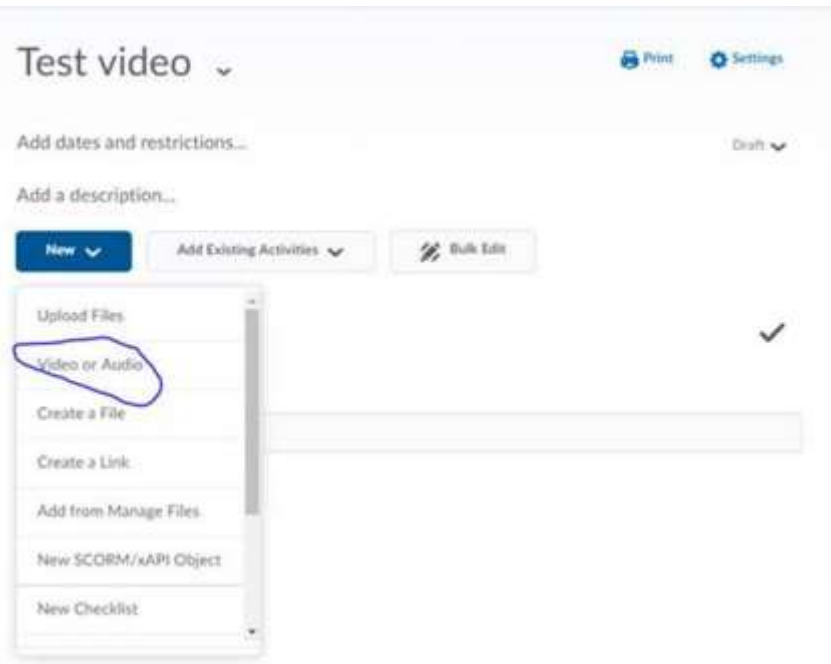 Test video
Print
Settings
Add dates and restrictions...
Draft
Add a description...
New
Add Existing Activities
Bulk Edit
Upload Files
Video or Audio
Create a File
Create a Link
Add from Manage Files
New SCORM/xAPI Object
New Checklist